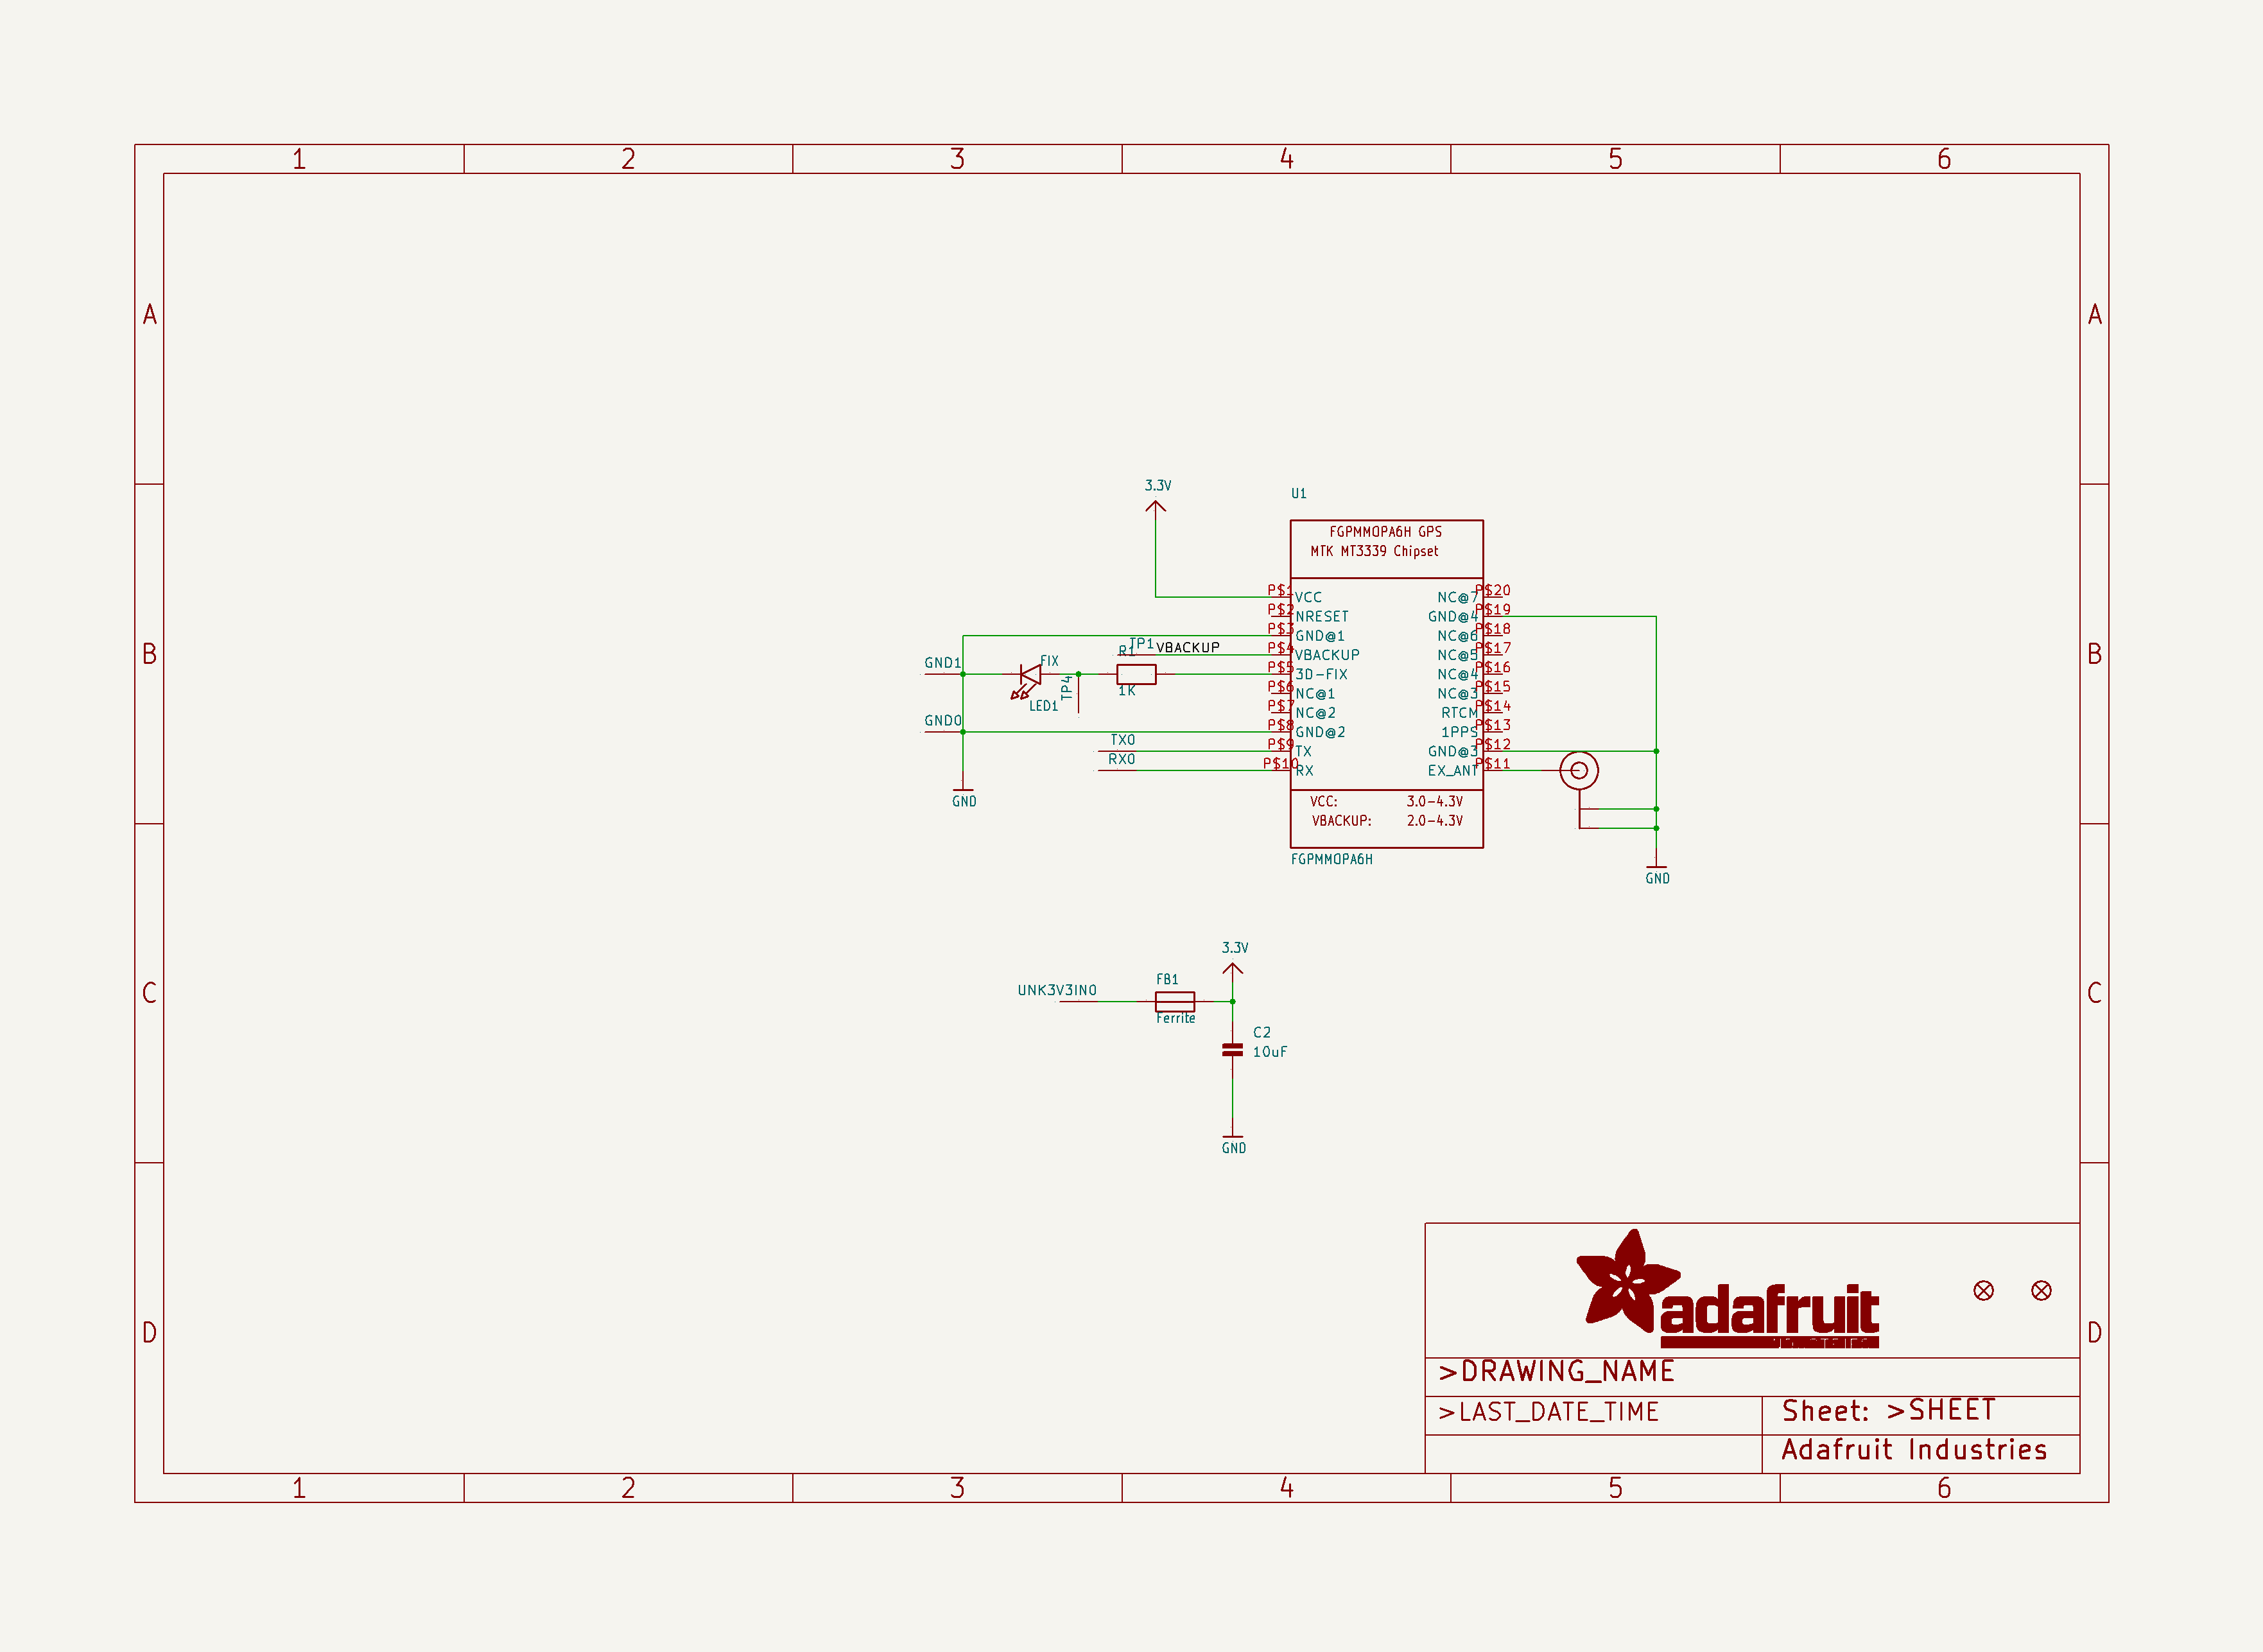 1 2 3 4 5 6
A A
B B
C C
D D
3.3V
U1
FGPMMOPA6H GPS
MTK MT3339 Chipset
P$1 VCC
P$2 NRESET
P$3 GND@1
P$4 VBACKUP
P$5 3D-FIX
P$6 NC@1
P$7 NC@2
P$8 GND@2
P$9 TX
P$10 RX
NC@7 P$20
GND@4 P$19
NC@6 P$18
NC@5 P$17
NC@4 P$16
NC@3 P$15
RTCM P$14
1PPS P$13
GND@3 P$12
EX_ANT P$11
VCC: 3.0-4.3V
VBACKUP: 2.0-4.3V
FGPMMOPA6H
TP1 VBACKUP
R1
1K
GND1
FIX
LED1
TP4
GND0
TX0
RX0
GND
GND
3.3V
UNK3V3IN0
FB1
Ferrite
C2
10uF
GND
adafruit
>DRAWING_NAME
>LAST_DATE_TIME
Sheet: >SHEET
Adafruit Industries
1 2 3 4 5 6